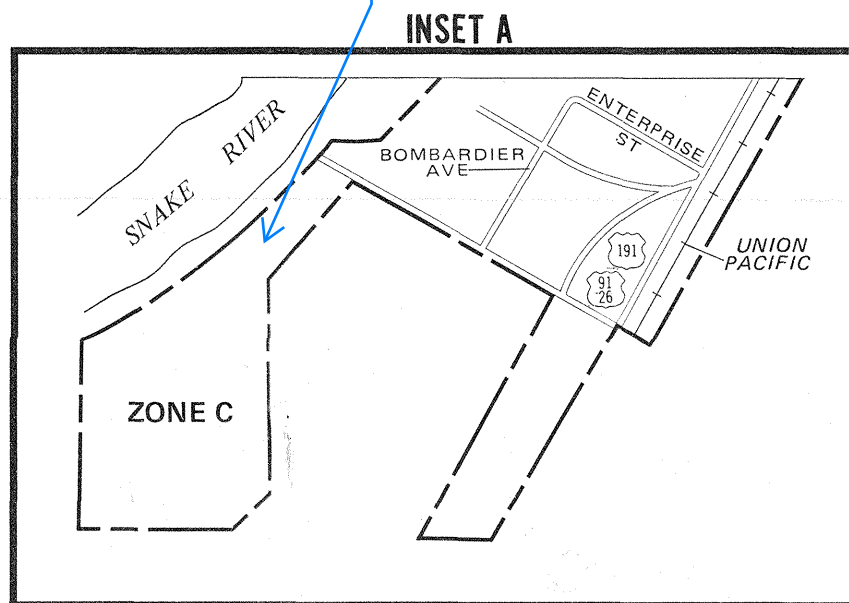 INSET A
SNAKE RIVER
ENTERPRISE
ST
BOMBARDIER
AVE
191
UNION
PACIFIC
91
26
ZONE C